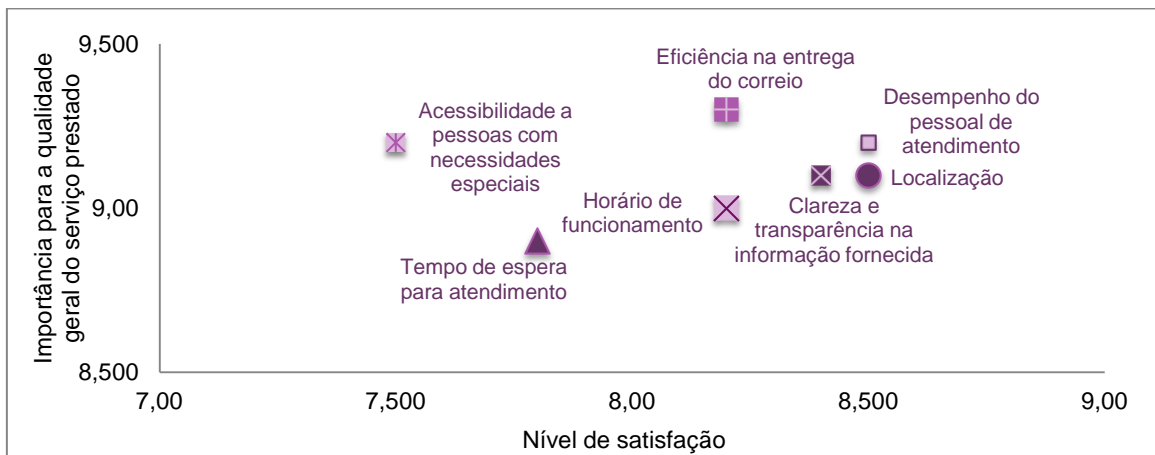 Importância para a qualidade
geral do serviço prestado
9,500
9,00
8,500
Eficiência na entrega
do correio
Acessibilidade a
pessoas com
necessidades
especiais
Desempenho do
pessoal de
atendimento
Localização
Horário de
funcionamento
Clareza e
transparência na
informação fornecida
Tempo de espera
para atendimento
7,00
7,500
8,00
8,500
9,00
Nível de satisfação